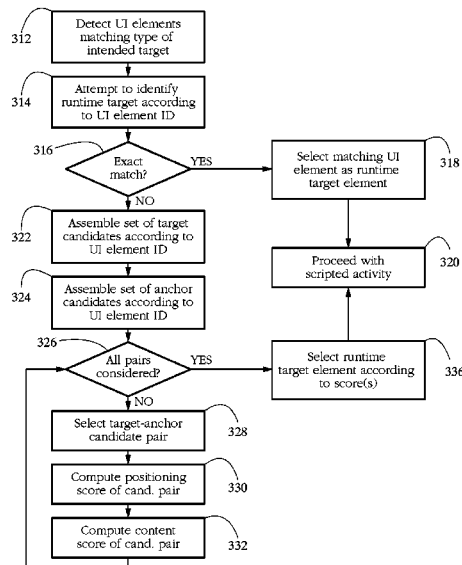 312
Detect UI elements
matching type of
intended target
314
Attempt to identify
runtime target according
to UI element ID
316
Exact
match?
YES
NO
Select matching UI
element as runtime
target element
318
322
Assemble set of target
candidates according to
UI element ID
Proceed with
scripted activity
320
324
Assemble set of anchor
candidates according to
UI element ID
326
All pairs
considered?
YES
NO
Select runtime
target element according
to score(s)
336
Select target-anchor
candidate pair
328
Compute positioning
score of cand. pair
330
Compute content
score of cand. pair
332